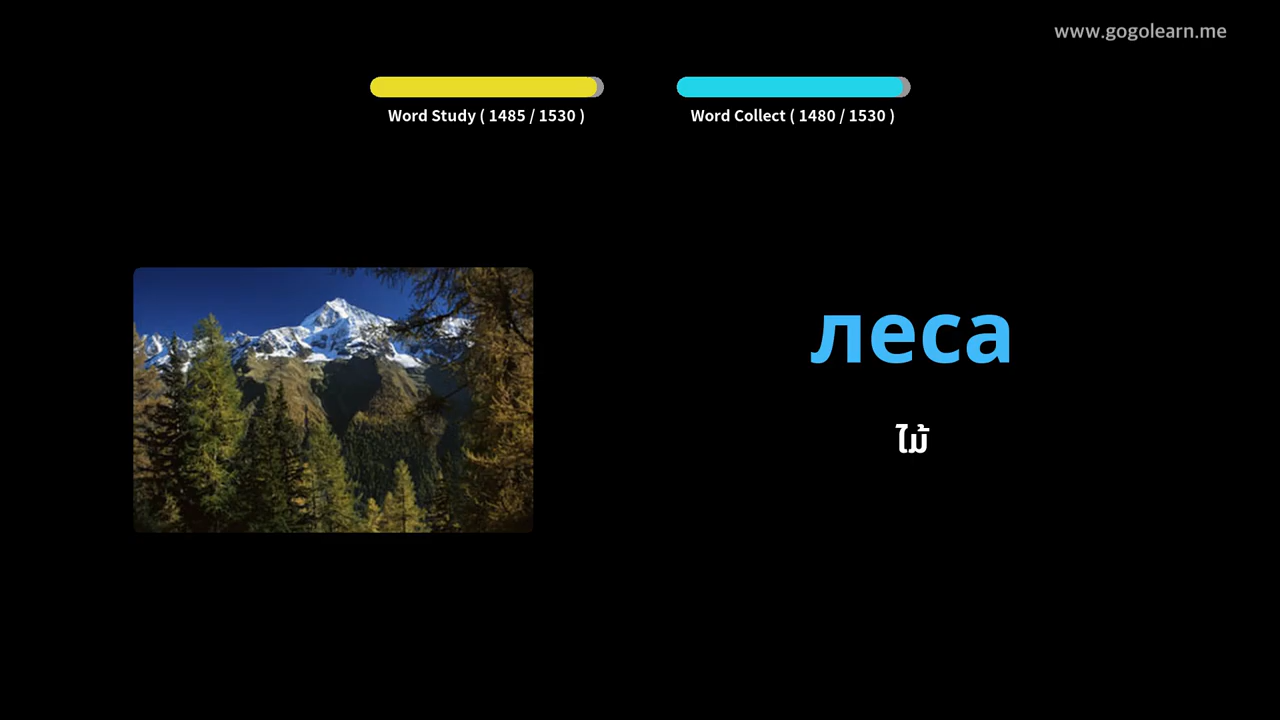 www.gogolearn.me
Word Study ( 1485 / 1530 )
Word Collect ( 1480 / 1530 )
леса
ไม้